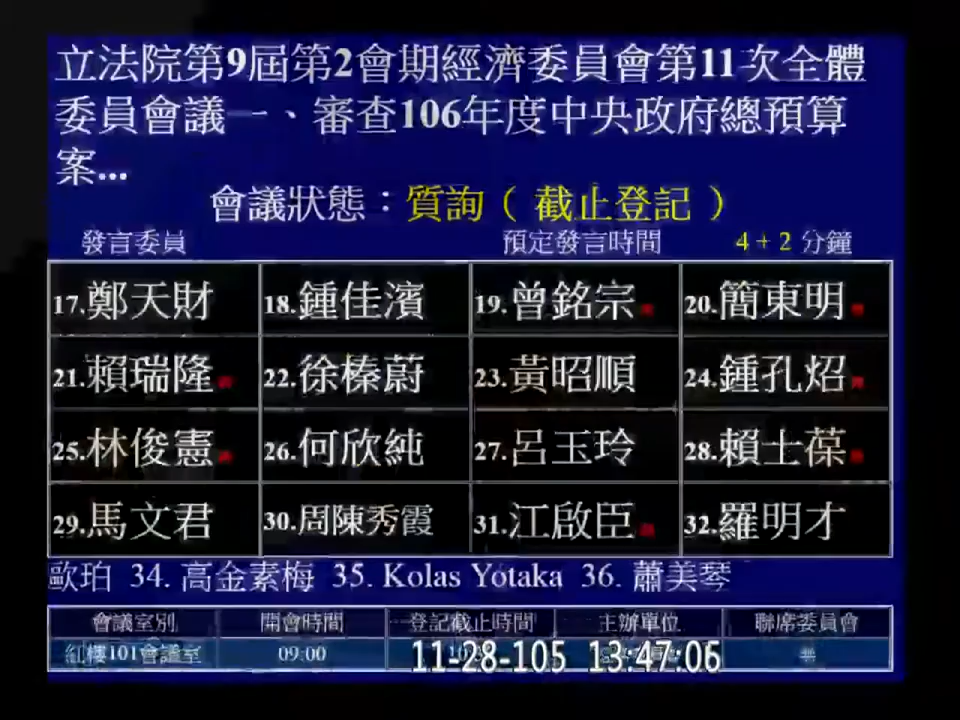 立法院第9屆第2會期經濟委員會第11次全體
委員會議一、審查106年度中央政府總預算
案...
會議狀態：質詢（截止登記）
發言委員 預定發言時間 4+2 分鐘
17.鄭天財 18.鍾佳濱 19.曾銘宗 20.簡東明
21.賴瑞隆 22.徐榛蔚 23.黃昭順 24.鍾孔炤
25.林俊憲 26.何欣純 27.呂玉玲 28.賴士葆
29.馬文君 30.周陳秀霞 31.江啟臣 32.羅明才
歐珀 34. 高金素梅 35. Kolas Yotaka 36. 蕭美琴
會議室別 開會時間 登記截止時間 主辦單位 聯席委員會
紅樓101會議室 09:00 11-28-105 13:47:06 無